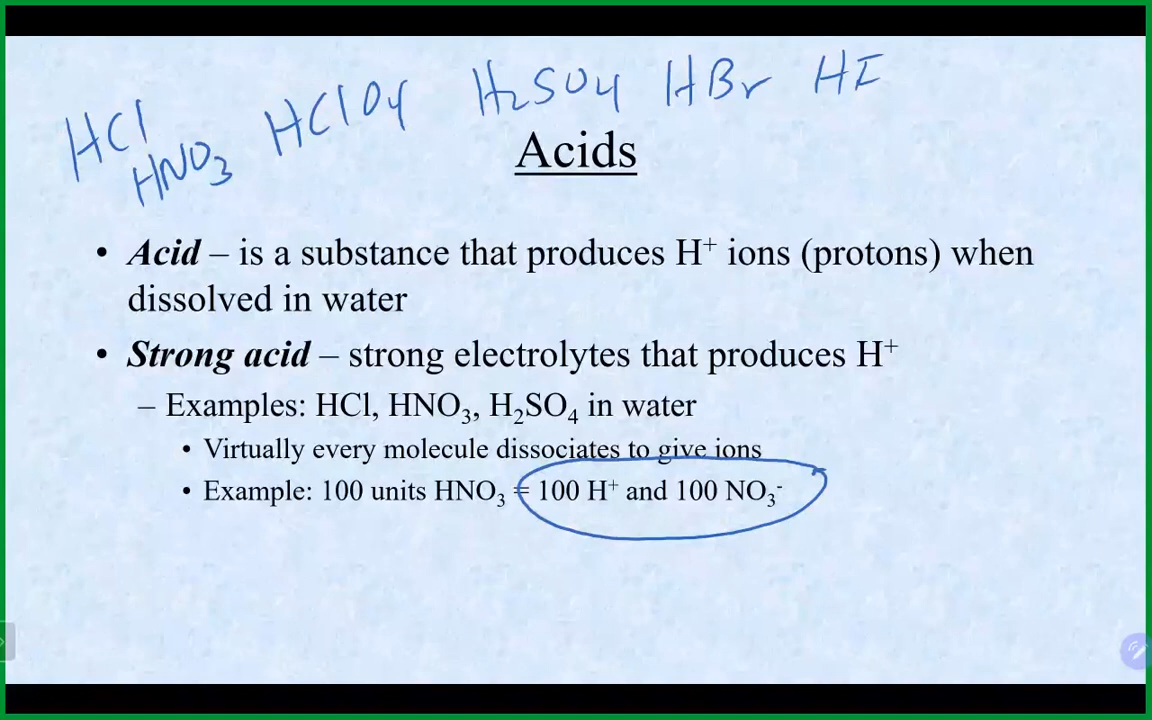 HCl HClO4 H2SO4 HBr HI
HNO3
Acids
• Acid – is a substance that produces H⁺ ions (protons) when
dissolved in water
• Strong acid – strong electrolytes that produces H⁺
– Examples: HCl, HNO₃, H₂SO₄ in water
• Virtually every molecule dissociates to give ions
• Example: 100 units HNO₃ = 100 H⁺ and 100 NO₃⁻